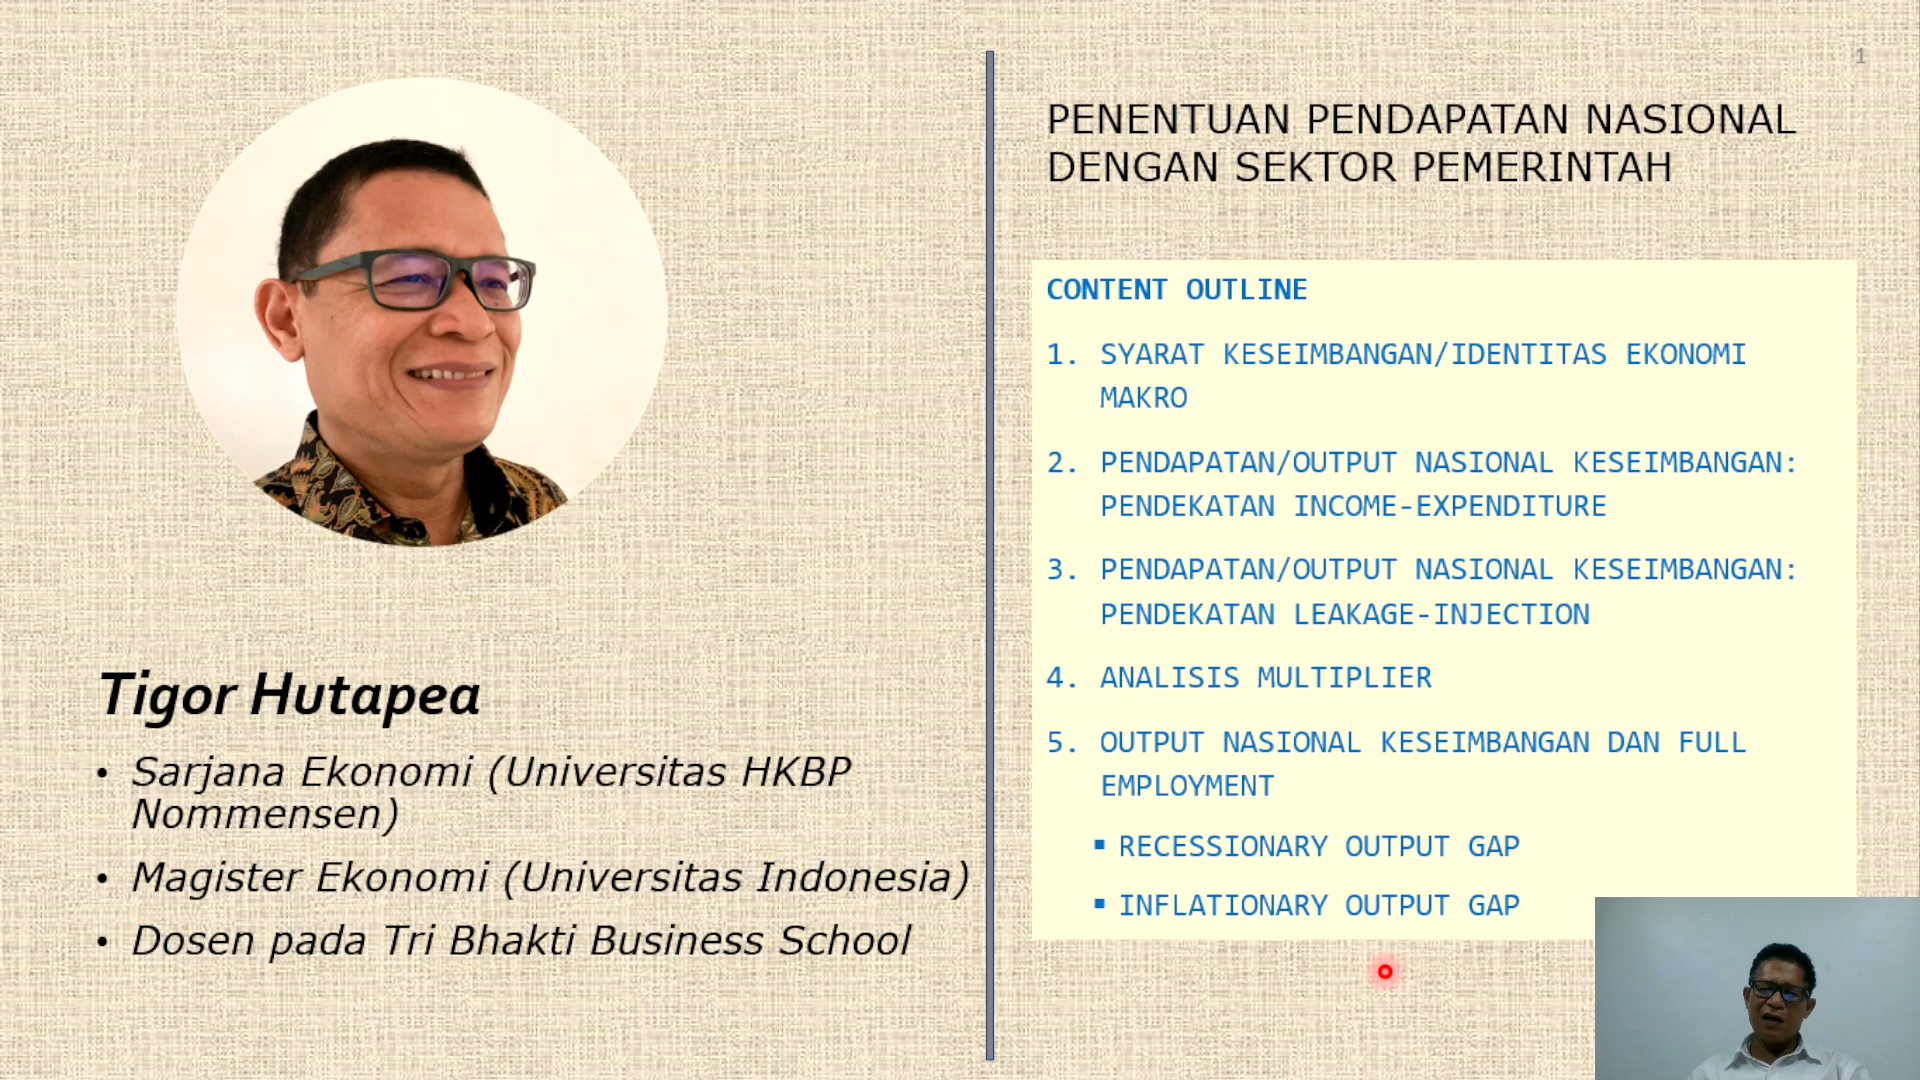 1
Tigor Hutapea
• Sarjana Ekonomi (Universitas HKBP
Nommensen)
• Magister Ekonomi (Universitas Indonesia)
• Dosen pada Tri Bhakti Business School
PENENTUAN PENDAPATAN NASIONAL
DENGAN SEKTOR PEMERINTAH
CONTENT OUTLINE
1. SYARAT KESEIMBANGAN/IDENTITAS EKONOMI
MAKRO
2. PENDAPATAN/OUTPUT NASIONAL KESEIMBANGAN:
PENDEKATAN INCOME-EXPENDITURE
3. PENDAPATAN/OUTPUT NASIONAL KESEIMBANGAN:
PENDEKATAN LEAKAGE-INJECTION
4. ANALISIS MULTIPLIER
5. OUTPUT NASIONAL KESEIMBANGAN DAN FULL
EMPLOYMENT
▪ RECESSIONARY OUTPUT GAP
▪ INFLATIONARY OUTPUT GAP